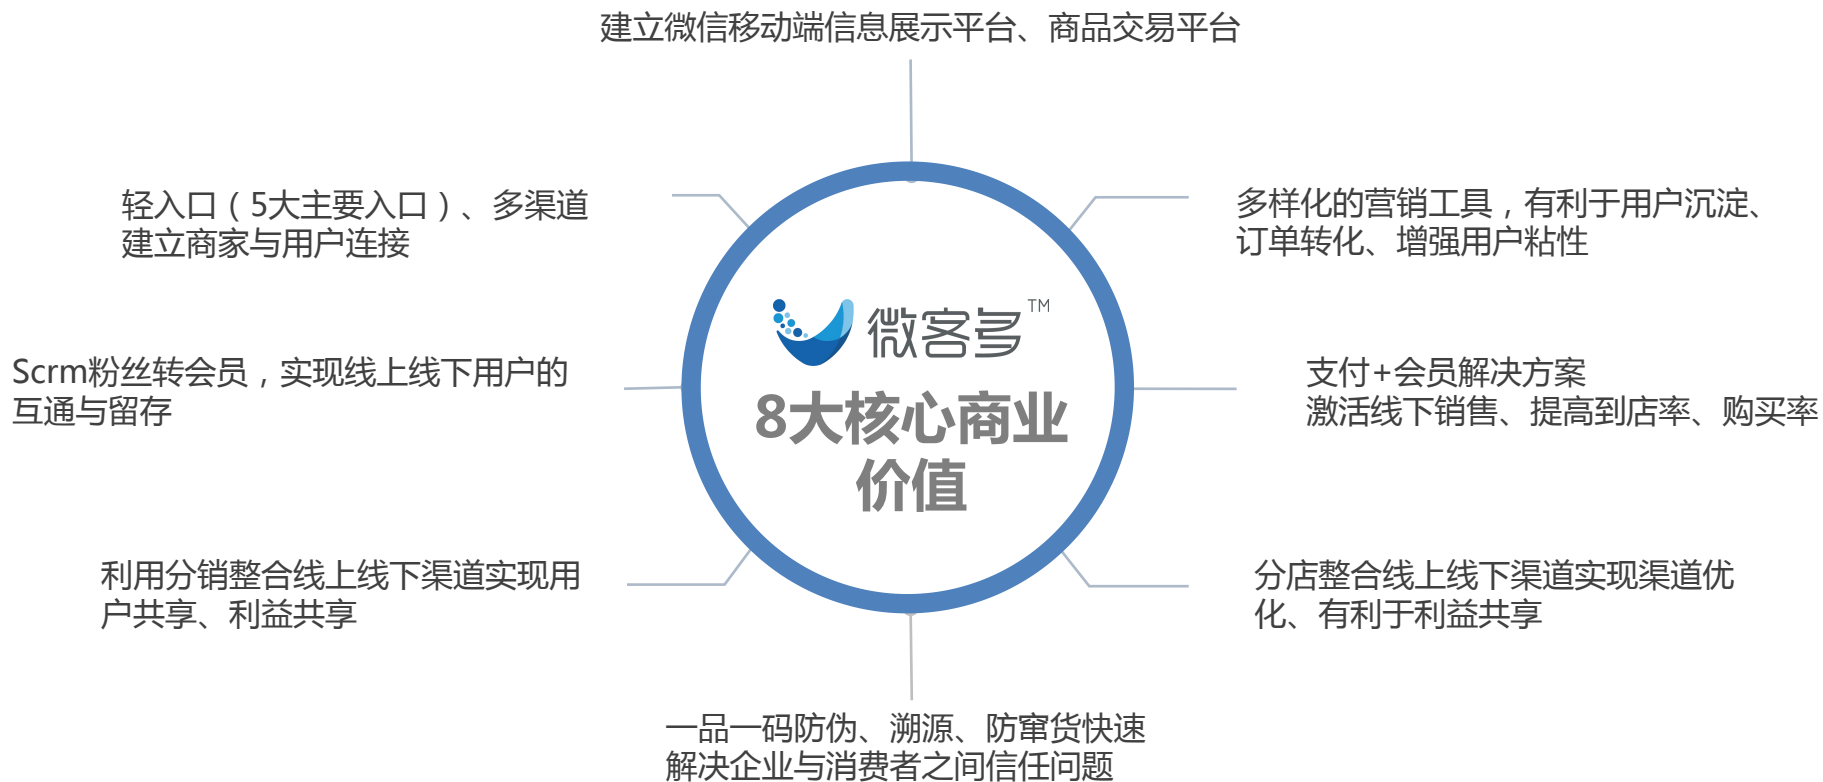 建立微信移动端信息展示平台、商品交易平台
轻入口（5大主要入口）、多渠道
建立商家与用户连接
多样化的营销工具，有利于用户沉淀、
订单转化、增强用户粘性
微客多™
8大核心商业
价值
Scrm粉丝转会员，实现线上线下用户的
互通与留存
支付+会员解决方案
激活线下销售、提高到店率、购买率
利用分销整合线上线下渠道实现用
户共享、利益共享
分店整合线上线下渠道实现渠道优
化、有利于利益共享
一品一码防伪、溯源、防窜货快速
解决企业与消费者之间信任问题